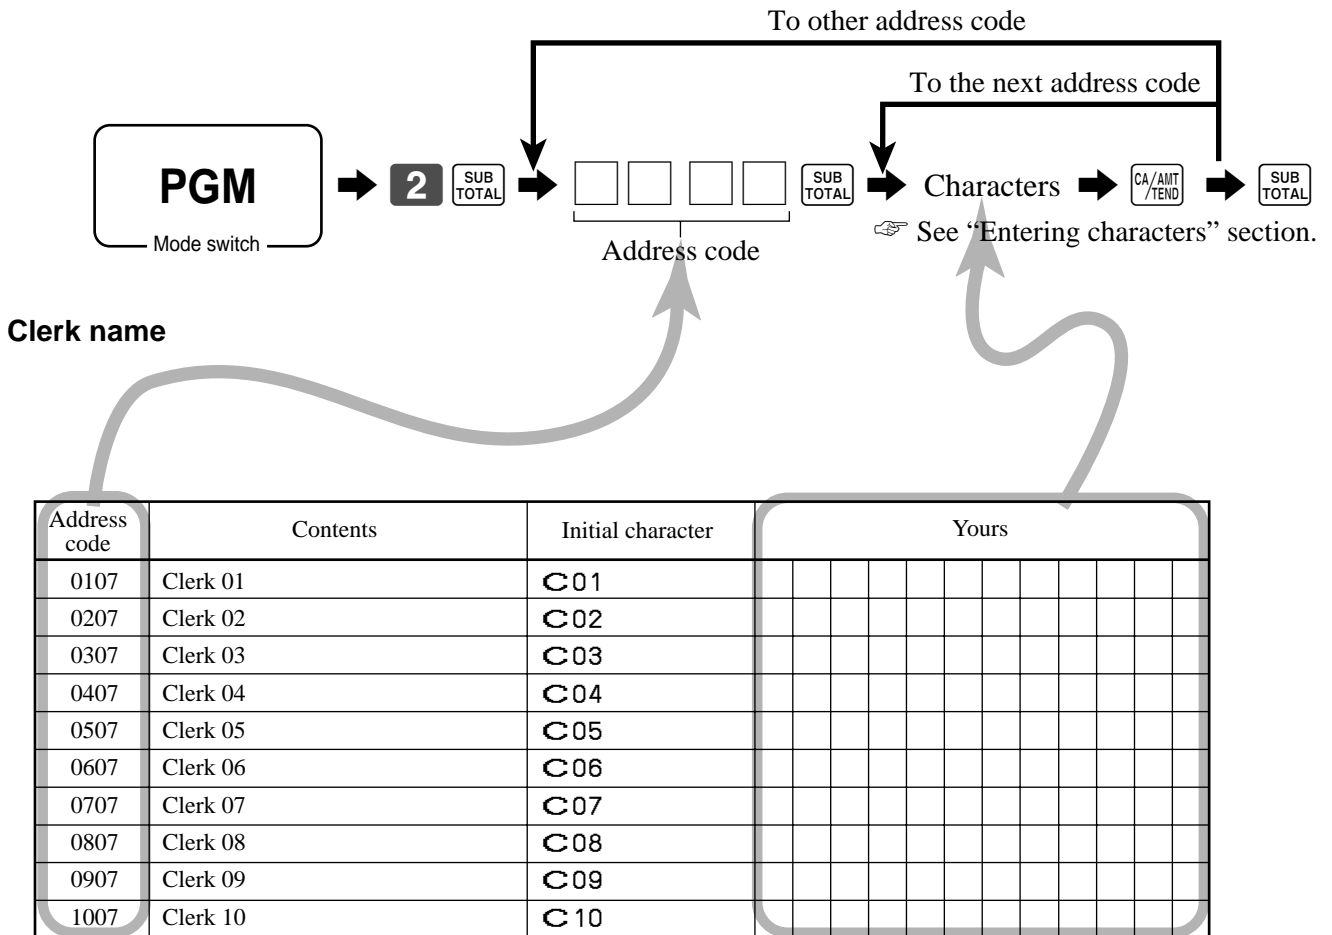 To other address code
To the next address code
PGM
Mode switch
2
SUB
TOTAL
SUB
TOTAL
Characters
CA/AMT
/TEND
SUB
TOTAL
☞ See “Entering characters” section.
Address code
Clerk name
Address code Contents Initial character Yours
0107 Clerk 01 C01
0207 Clerk 02 C02
0307 Clerk 03 C03
0407 Clerk 04 C04
0507 Clerk 05 C05
0607 Clerk 06 C06
0707 Clerk 07 C07
0807 Clerk 08 C08
0907 Clerk 09 C09
1007 Clerk 10 C10